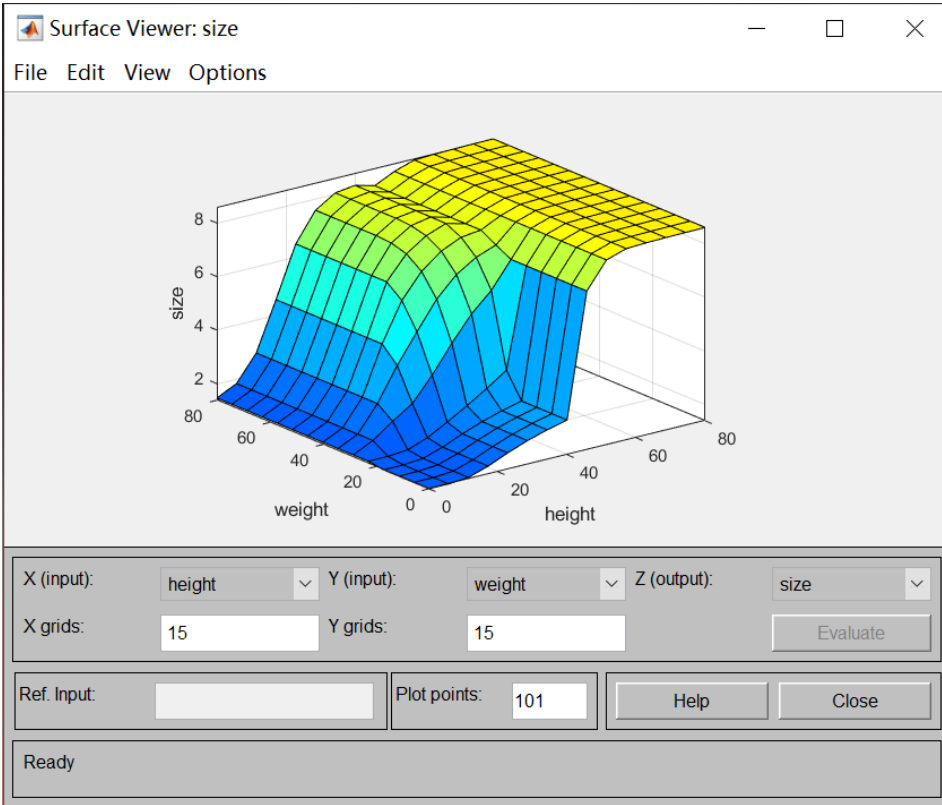 Surface Viewer: size
File Edit View Options
8
6
4
2
size
80
60
40
20
0
weight
0
20
40
60
80
height
X (input): height Y (input): weight Z (output): size
X grids: 15 Y grids: 15 Evaluate
Ref. Input: Plot points: 101 Help Close
Ready